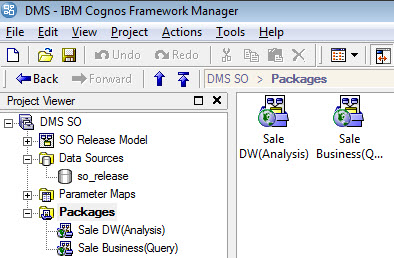 DMS - IBM Cognos Framework Manager
File Edit View Project Actions Tools Help
Undo Redo
Back Forward DMS SO > Packages
Project Viewer
DMS SO
SO Release Model
Data Sources
so_release
Parameter Maps
Packages
Sale DW(Analysis)
Sale Business(Query)
Sale
DW(Analysis)
Sale
Business(Q...